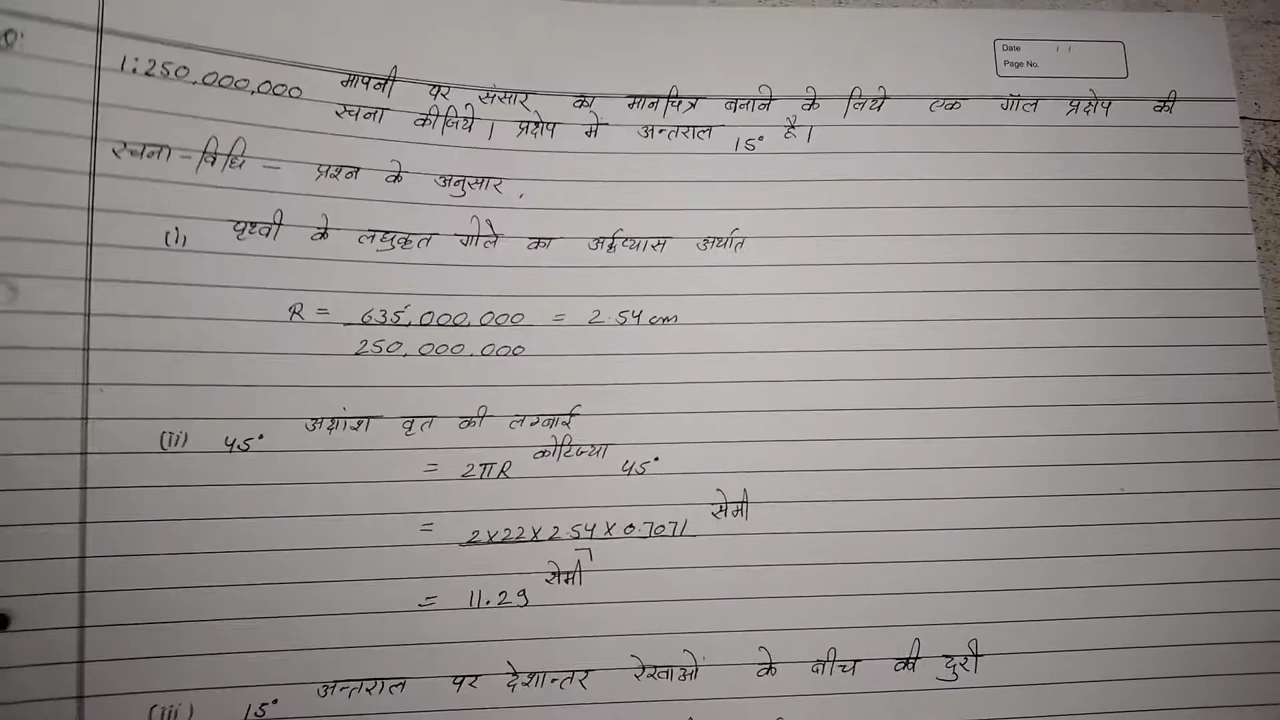 Date / /
Page No.
1:250,000,000 मापनी पर संसार का मानचित्र बनाने के लिये एक गॉल प्रक्षेप की
रचना कीजिये। प्रक्षेप में अन्तराल 15° है।
रचना-विधि - प्रश्न के अनुसार,
(i) पृथ्वी के लघुकृत गोले का अर्द्धव्यास अर्थात
R = 635,000,000 = 2.54 cm
250,000,000
(ii) 45° अक्षांश वृत की लम्बाई
= 2πR कोटिज्या 45°
= 2×22×2.54×0.7071 सेमी
7
= 11.29 सेमी
(iii) 15° अन्तराल पर देशान्तर रेखाओं के बीच की दुरी